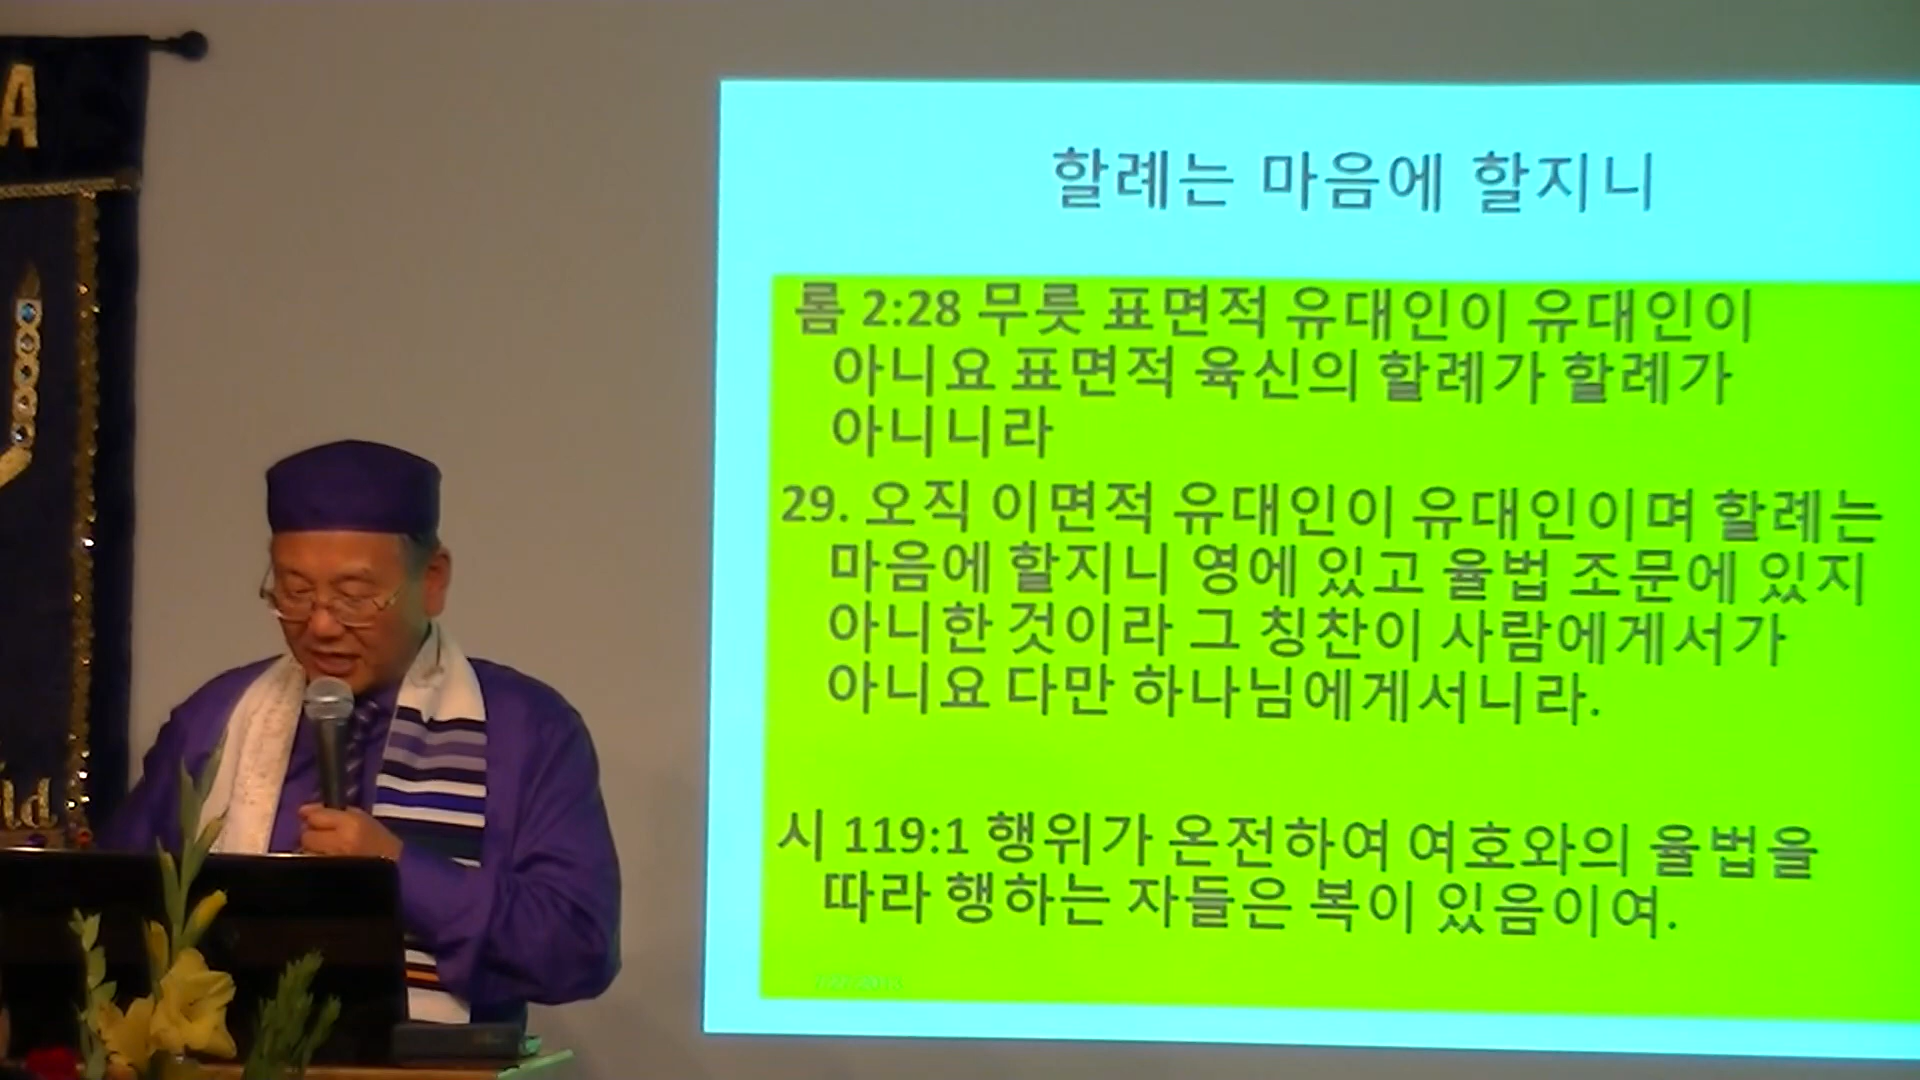 A
ld
할례는 마음에 할지니
롬 2:28 무릇 표면적 유대인이 유대인이
아니요 표면적 육신의 할례가 할례가
아니니라
29. 오직 이면적 유대인이 유대인이며 할례는
마음에 할지니 영에 있고 율법 조문에 있지
아니한 것이라 그 칭찬이 사람에게서가
아니요 다만 하나님에게서니라.
시 119:1 행위가 온전하여 여호와의 율법을
따라 행하는 자들은 복이 있음이여.